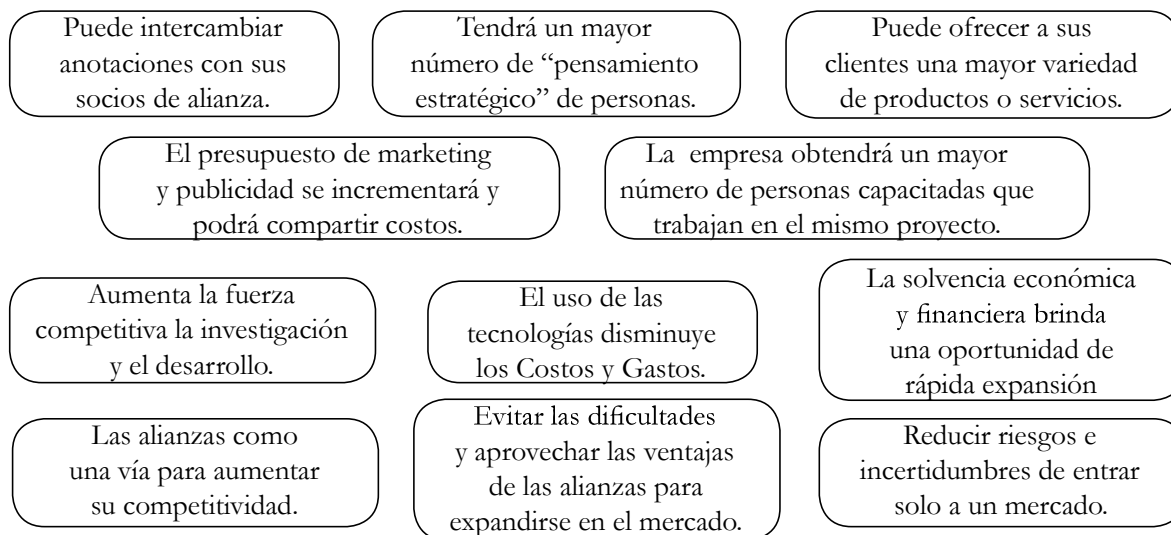 Puede intercambiar
anotaciones con sus
socios de alianza.
Tendrá un mayor
número de “pensamiento
estratégico” de personas.
Puede ofrecer a sus
clientes una mayor variedad
de productos o servicios.
El presupuesto de marketing
y publicidad se incrementará y
podrá compartir costos.
La empresa obtendrá un mayor
número de personas capacitadas que
trabajan en el mismo proyecto.
Aumenta la fuerza
competitiva la investigación
y el desarrollo.
El uso de las
tecnologías disminuye
los Costos y Gastos.
La solvencia económica
y financiera brinda
una oportunidad de
rápida expansión
Las alianzas como
una vía para aumentar
su competitividad.
Evitar las dificultades
y aprovechar las ventajas
de las alianzas para
expandirse en el mercado.
Reducir riesgos e
incertidumbres de entrar
solo a un mercado.